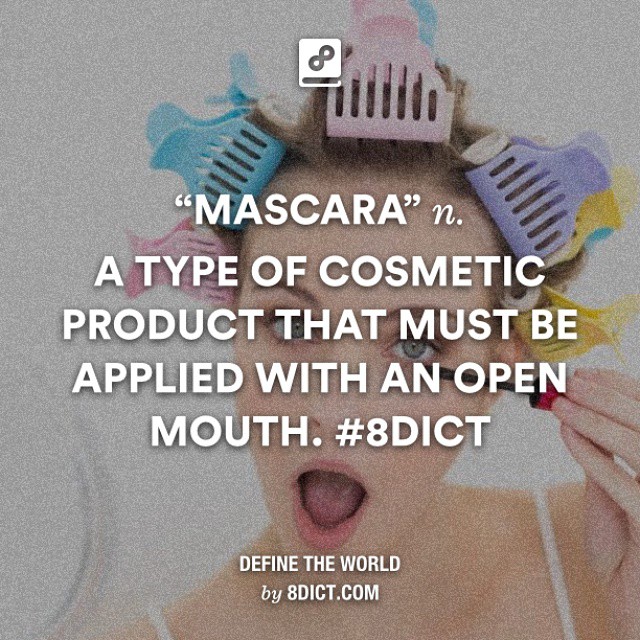 “MASCARA” n.
A TYPE OF COSMETIC
PRODUCT THAT MUST BE
APPLIED WITH AN OPEN
MOUTH. #8DICT
DEFINE THE WORLD
by 8DICT.COM